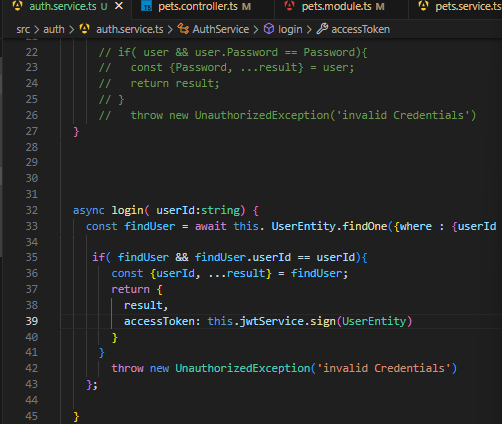 auth.service.ts U X pets.controller.ts pets.module.ts pets.service.ts
src > auth > auth.service.ts > AuthService > login > accessToken
22 // if( user && user.Password == Password){
23 // const {Password, ...result} = user;
24 // return result;
25 // }
26 // throw new UnauthorizedException('invalid Credentials')
27 }
28
29
30
31
32 async login( userId:string) {
33 const findUser = await this. UserEntity.findOne({where : {userId
34
35 if( findUser && findUser.userId == userId){
36 const {userId, ...result} = findUser;
37 return {
38 result,
39 accessToken: this.jwtService.sign(UserEntity)
40 }
41 }
42 throw new UnauthorizedException('invalid Credentials')
43 };
44
45 }